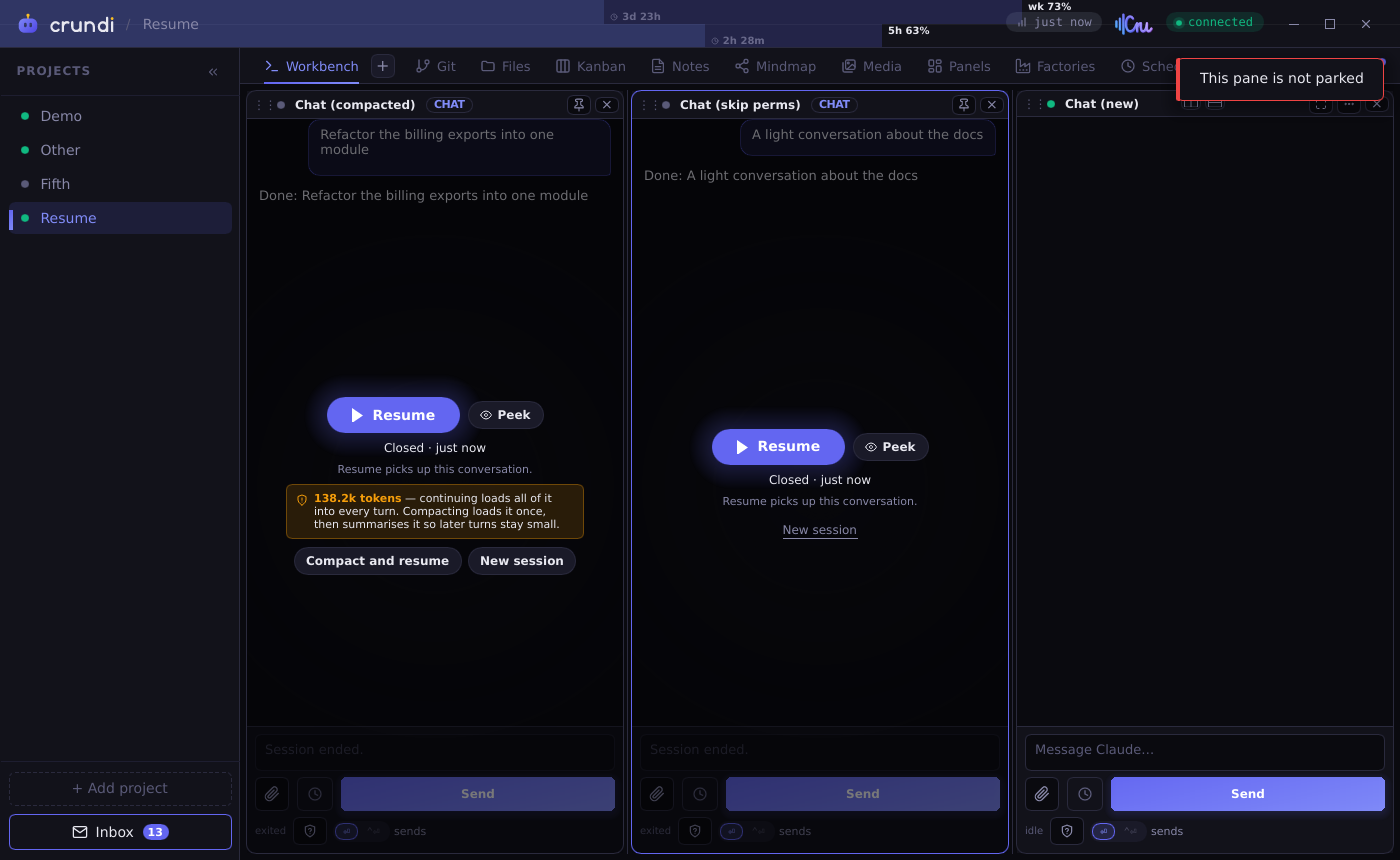 crundi / Resume
3d 23h
wk 73%
2h 28m
5h 63%
just now
Cru
connected
PROJECTS
Demo
Other
Fifth
Resume
+ Add project
Inbox 13
Workbench
Git
Files
Kanban
Notes
Mindmap
Media
Panels
Factories
Sche
This pane is not parked
Chat (compacted) CHAT
Refactor the billing exports into one
module
Done: Refactor the billing exports into one module
Resume
Peek
Closed · just now
Resume picks up this conversation.
138.2k tokens — continuing loads all of it
into every turn. Compacting loads it once,
then summarises it so later turns stay small.
Compact and resume
New session
Session ended.
Send
exited
sends
Chat (skip perms) CHAT
A light conversation about the docs
Done: A light conversation about the docs
Resume
Peek
Closed · just now
Resume picks up this conversation.
New session
Session ended.
Send
exited
sends
Chat (new)
Message Claude...
Send
idle
sends